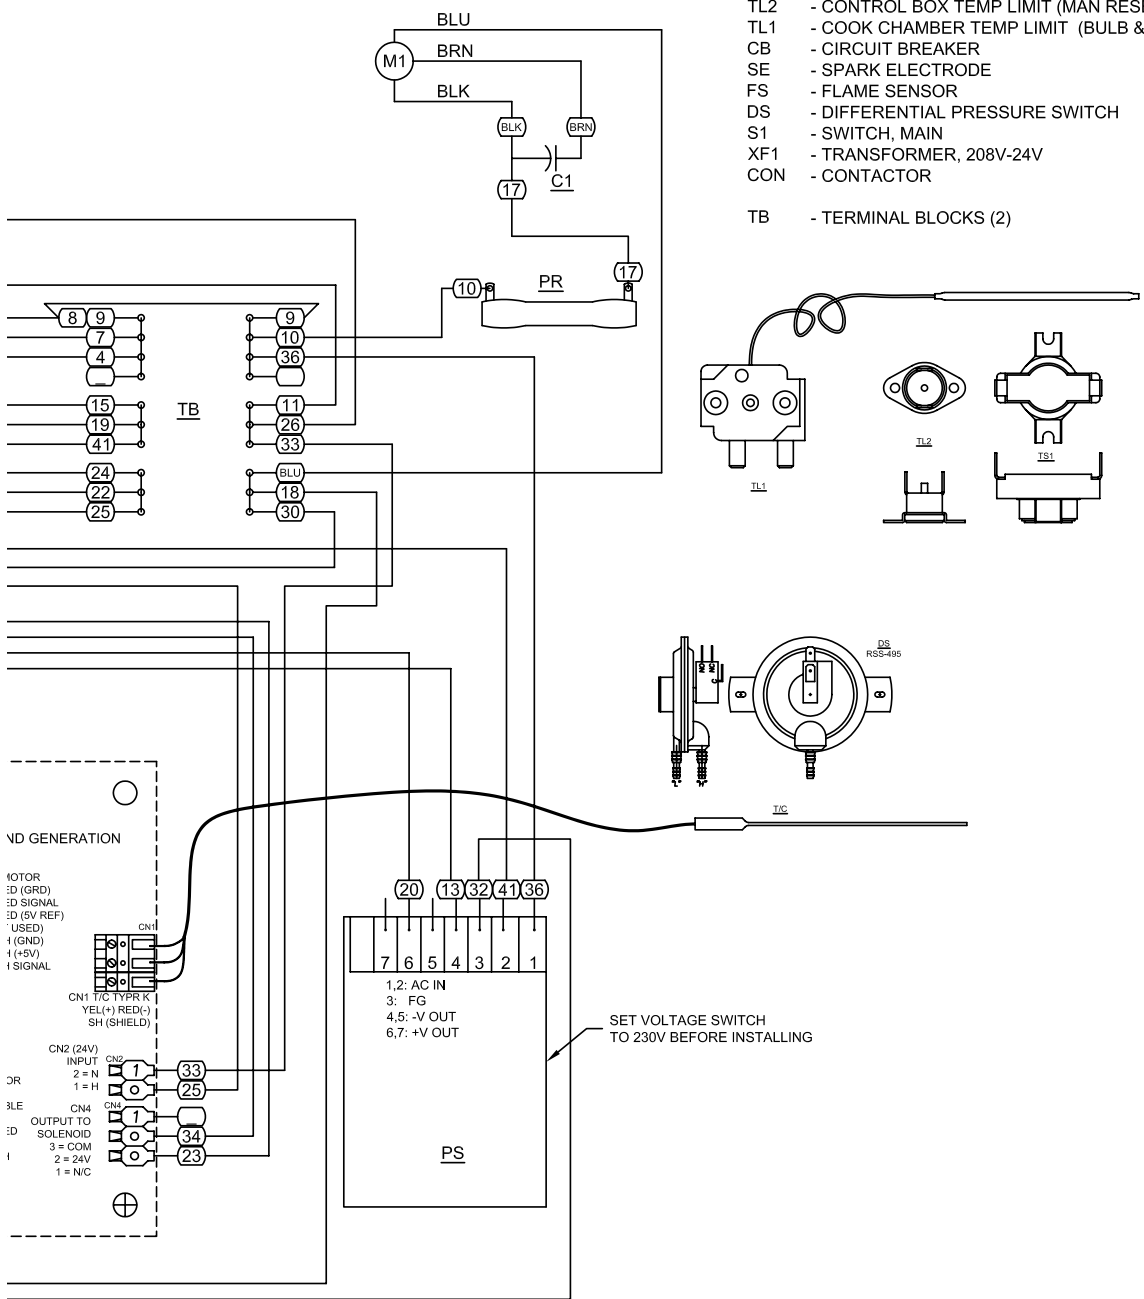 TL2 - CONTROL BOX TEMP LIMIT (MAN
TL1 - COOK CHAMBER TEMP LIMIT (BULB &
CB - CIRCUIT BREAKER
SE - SPARK ELECTRODE
FS - FLAME SENSOR
DS - DIFFERENTIAL PRESSURE SWITCH
S1 - SWITCH, MAIN
XF1 - TRANSFORMER, 208V-24V
CON - CONTACTOR
TB - TERMINAL BLOCKS (2)
BLU
M1
BRN
BLK
BLK
BRN
C1
17
17
10
PR
8 9
7
4
_
15
19
41
24
22
25
TB
9
10
36
11
26
33
BLU
18
30
TL1
TL2
TS1
DS
RSS-495
NO
NC
C
"L"
"H"
T/C
GENERATION
(GRD)
SIGNAL
(5V REF)
USED)
(GND)
(+5V)
SIGNAL
CN1
CN1 T/C TYPR K
YEL(+) RED(-)
SH (SHIELD)
CN2 (24V)
INPUT
2 = N
1 = H
CN2
1
33
25
CN4
OUTPUT TO
SOLENOID
3 = COM
2 = 24V
1 = N/C
CN4
1
_
34
23
20
13
32
41
36
7 6 5 4 3 2 1
1,2: AC IN
3: FG
4,5: -V OUT
6,7: +V OUT
PS
SET VOLTAGE SWITCH
TO 230V BEFORE INSTALLING